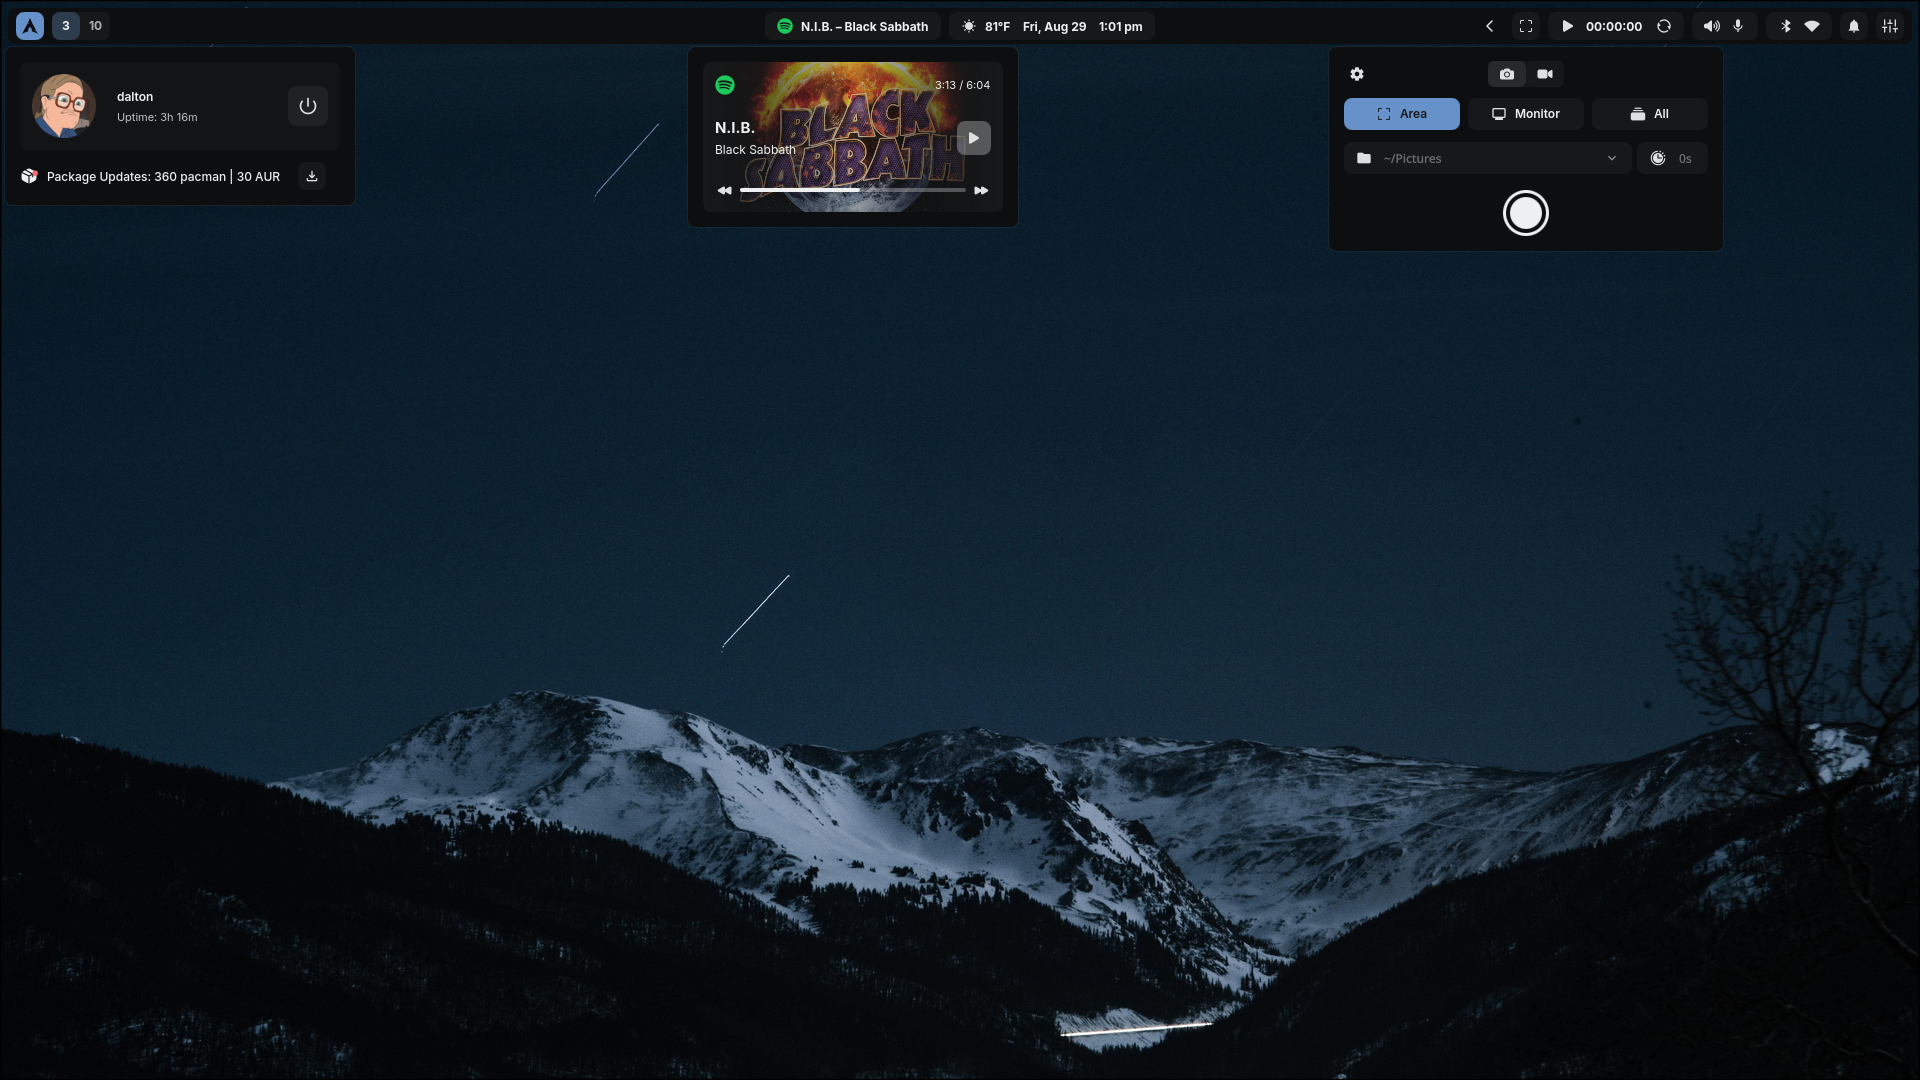 3
10
N.I.B. – Black Sabbath
81°F Fri, Aug 29 1:01 pm
00:00:00
dalton
Uptime: 3h 16m
Package Updates: 360 pacman | 30 AUR
3:13 / 6:04
BLACK
SABBATH
N.I.B.
Black Sabbath
Area
Monitor
All
~/Pictures
0s